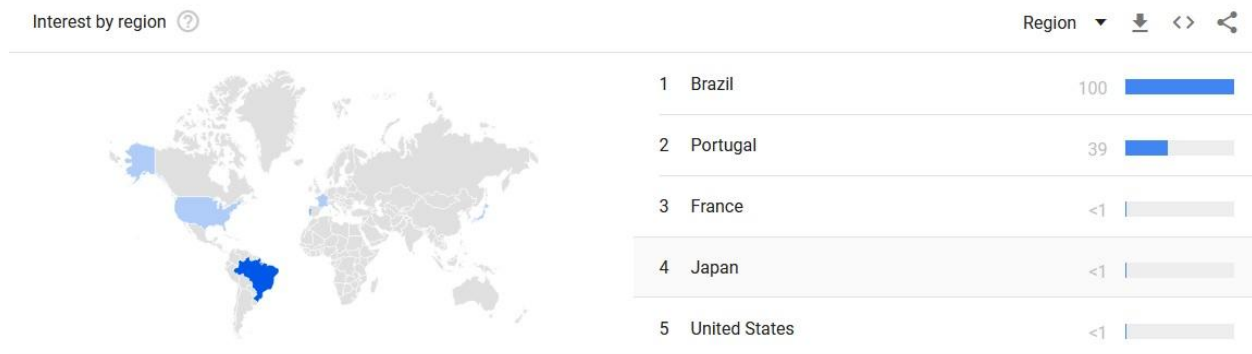 Interest by region
Region
1 Brazil 100
2 Portugal 39
3 France <1
4 Japan <1
5 United States <1